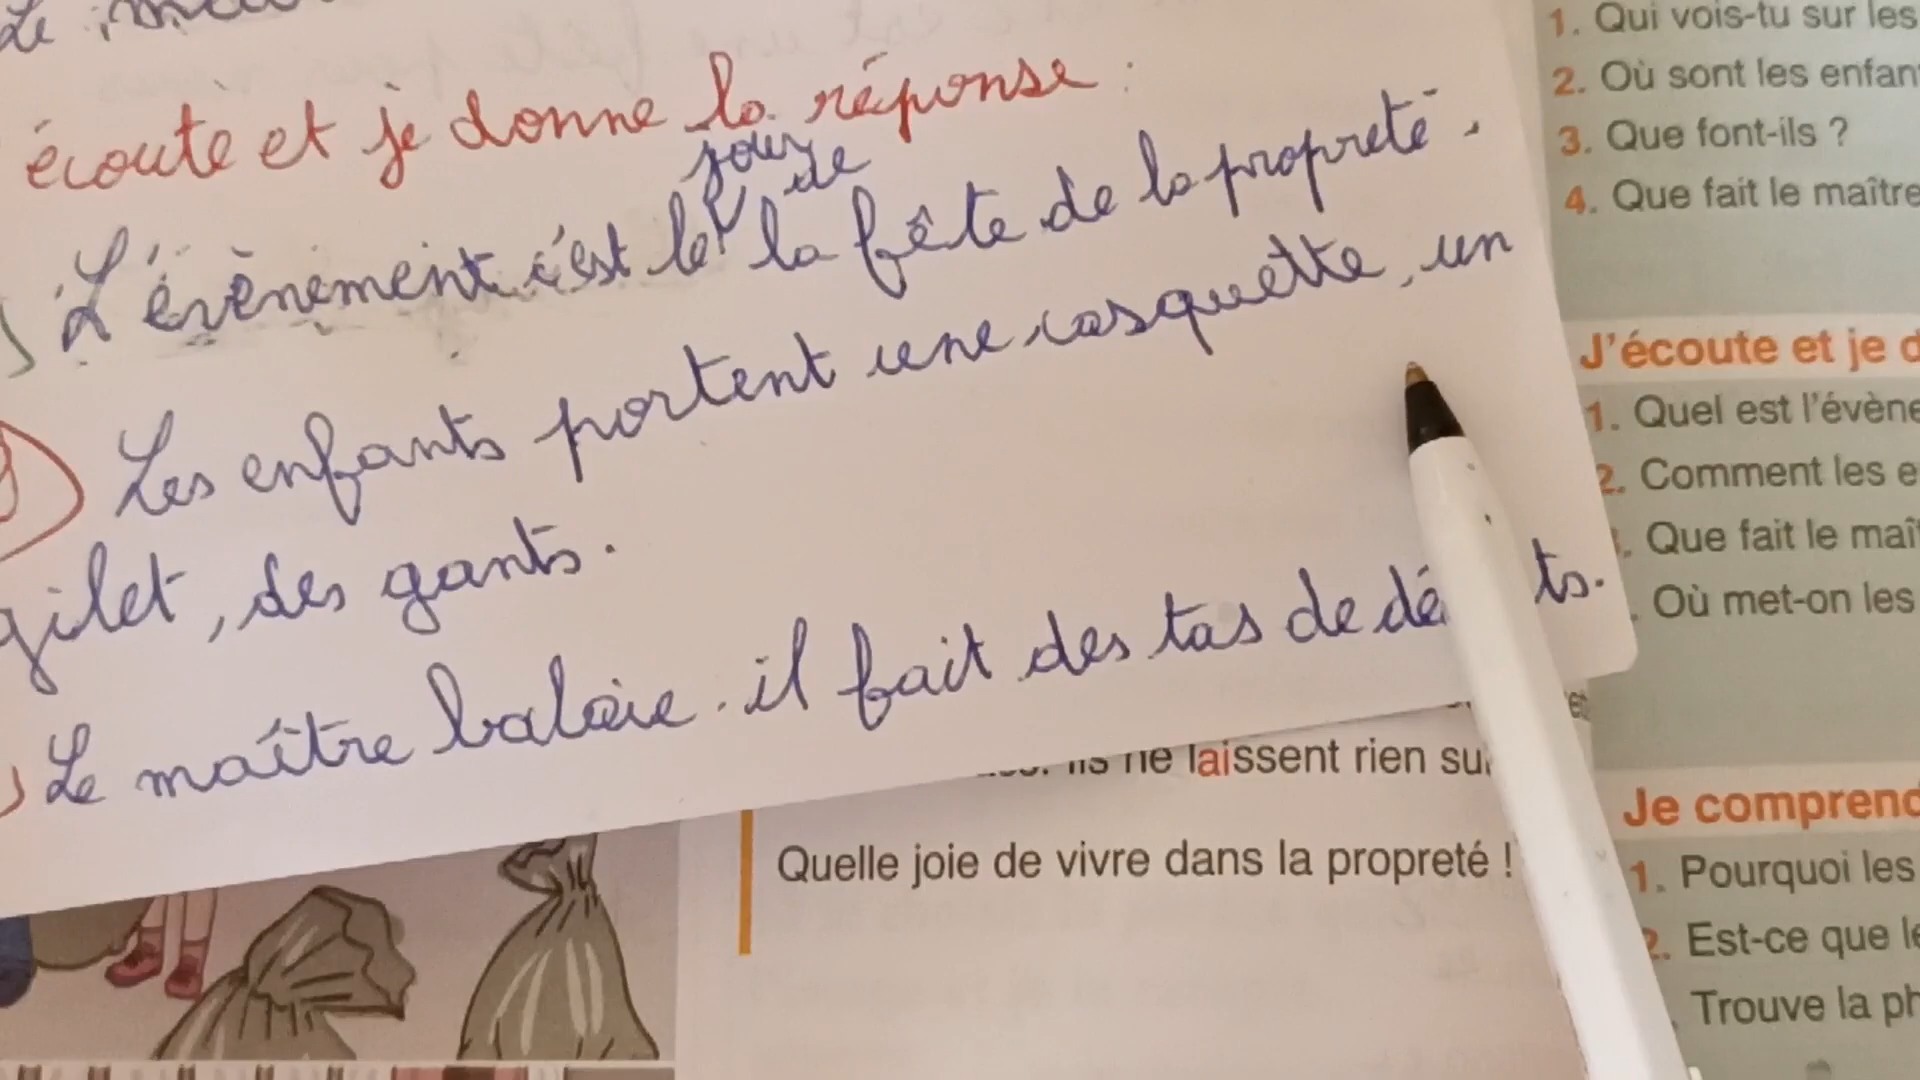 Le
écoute et je donne la réponse :
jour de
L'évènement c'est le la fête de la propreté.
Les enfants portent une casquette, un
gilet, des gants.
Le maître balaie. il fait des tas de dé ts.
ils ne laissent rien su
Quelle joie de vivre dans la propreté !
1. Qui vois-tu sur les
2. Où sont les enfan
3. Que font-ils ?
4. Que fait le maître
J'écoute et je d
1. Quel est l'évène
2. Comment les e
. Que fait le maî
. Où met-on les
Je comprend
1. Pourquoi les
2. Est-ce que le
. Trouve la ph